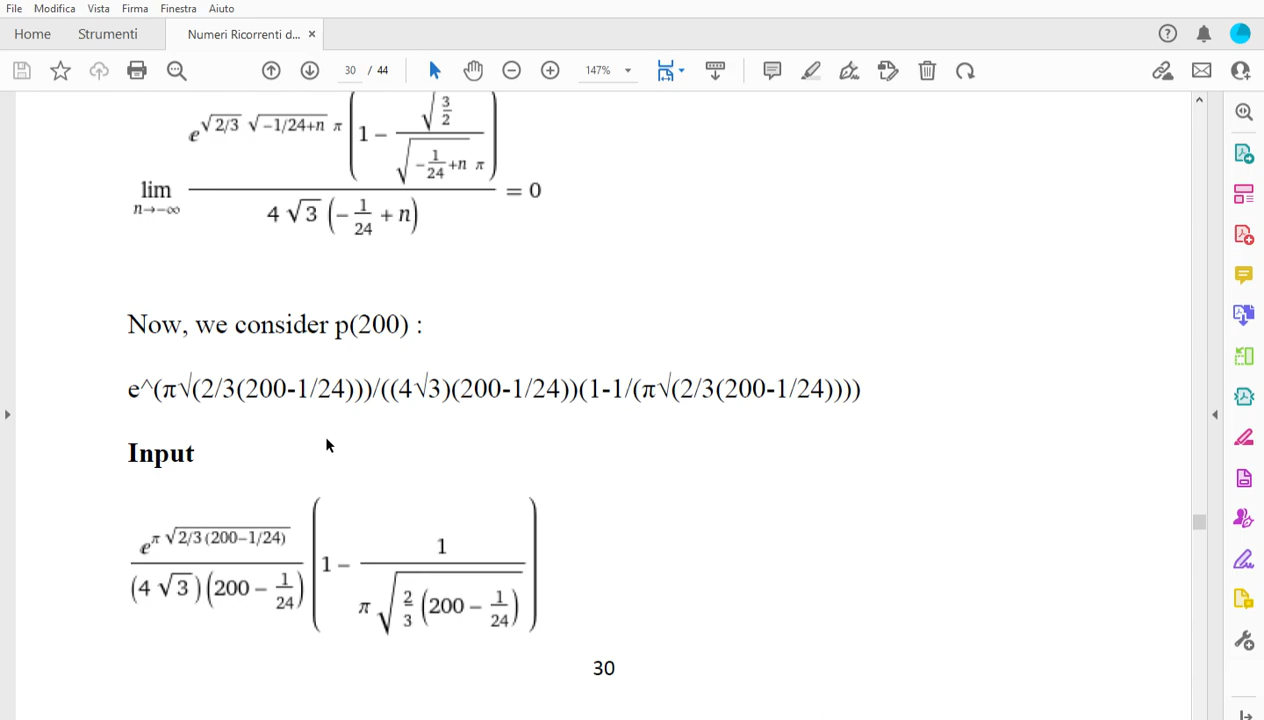 File Modifica Vista Firma Finestra Aiuto
Home Strumenti Numeri Ricorrenti d... ×
30 / 44 147%
lim n→-∞ e^(√2/3 √-1/24+n π) (1 - √(3/2) / (√(-1/24 +n) π)) / (4 √3 (-1/24 + n)) = 0
Now, we consider p(200) :
e^(π√(2/3(200-1/24)))/((4√3)(200-1/24))(1-1/(π√(2/3(200-1/24))))
Input
e^(π √2/3 (200-1/24)) / ((4 √3)(200 - 1/24)) (1 - 1 / (π √(2/3 (200 - 1/24))))
30